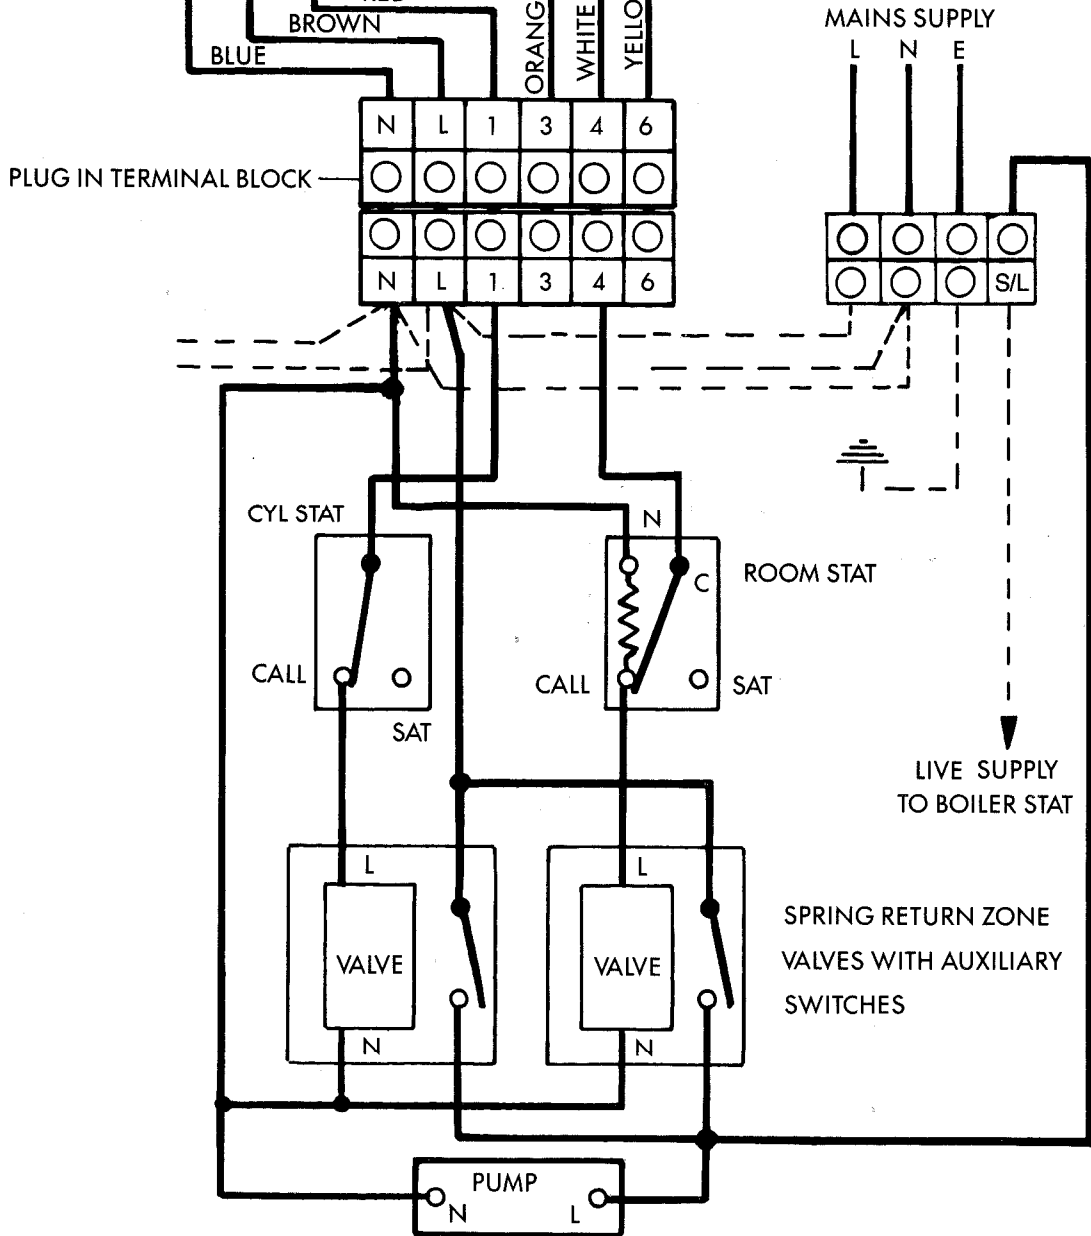 BROWN
BLUE
ORANG
WHITE
YELLO
MAINS SUPPLY
L N E
N L 1 3 4 6
PLUG IN TERMINAL BLOCK
N L 1 3 4 6
S/L
CYL STAT
N
C
ROOM STAT
CALL
CALL
SAT
SAT
LIVE SUPPLY
TO BOILER STAT
L
L
VALVE
VALVE
SPRING RETURN ZONE
VALVES WITH AUXILIARY
SWITCHES
N
N
PUMP
N
L